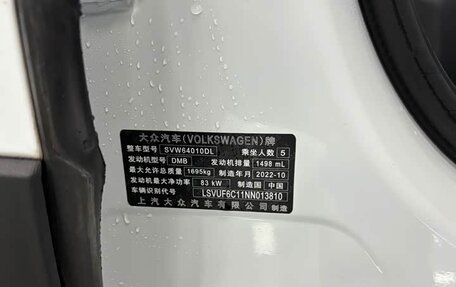 大众汽车(VOLKSWAGEN)牌
整车型号 SVW64010DL 乘坐人数 5
发动机型号 DMB 发动机排量 1498 mL
最大允许总质量 1695kg 制造年月 2022-10
发动机最大净功率 83 kW 制造国 中国
车辆识别代号 LSVUF6C11NN013810
上汽大众汽车有限公司 制造